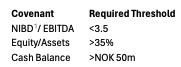 Covenant Required Threshold
NIBD¹/ EBITDA <3.5
Equity/Assets >35%
Cash Balance >NOK 50m